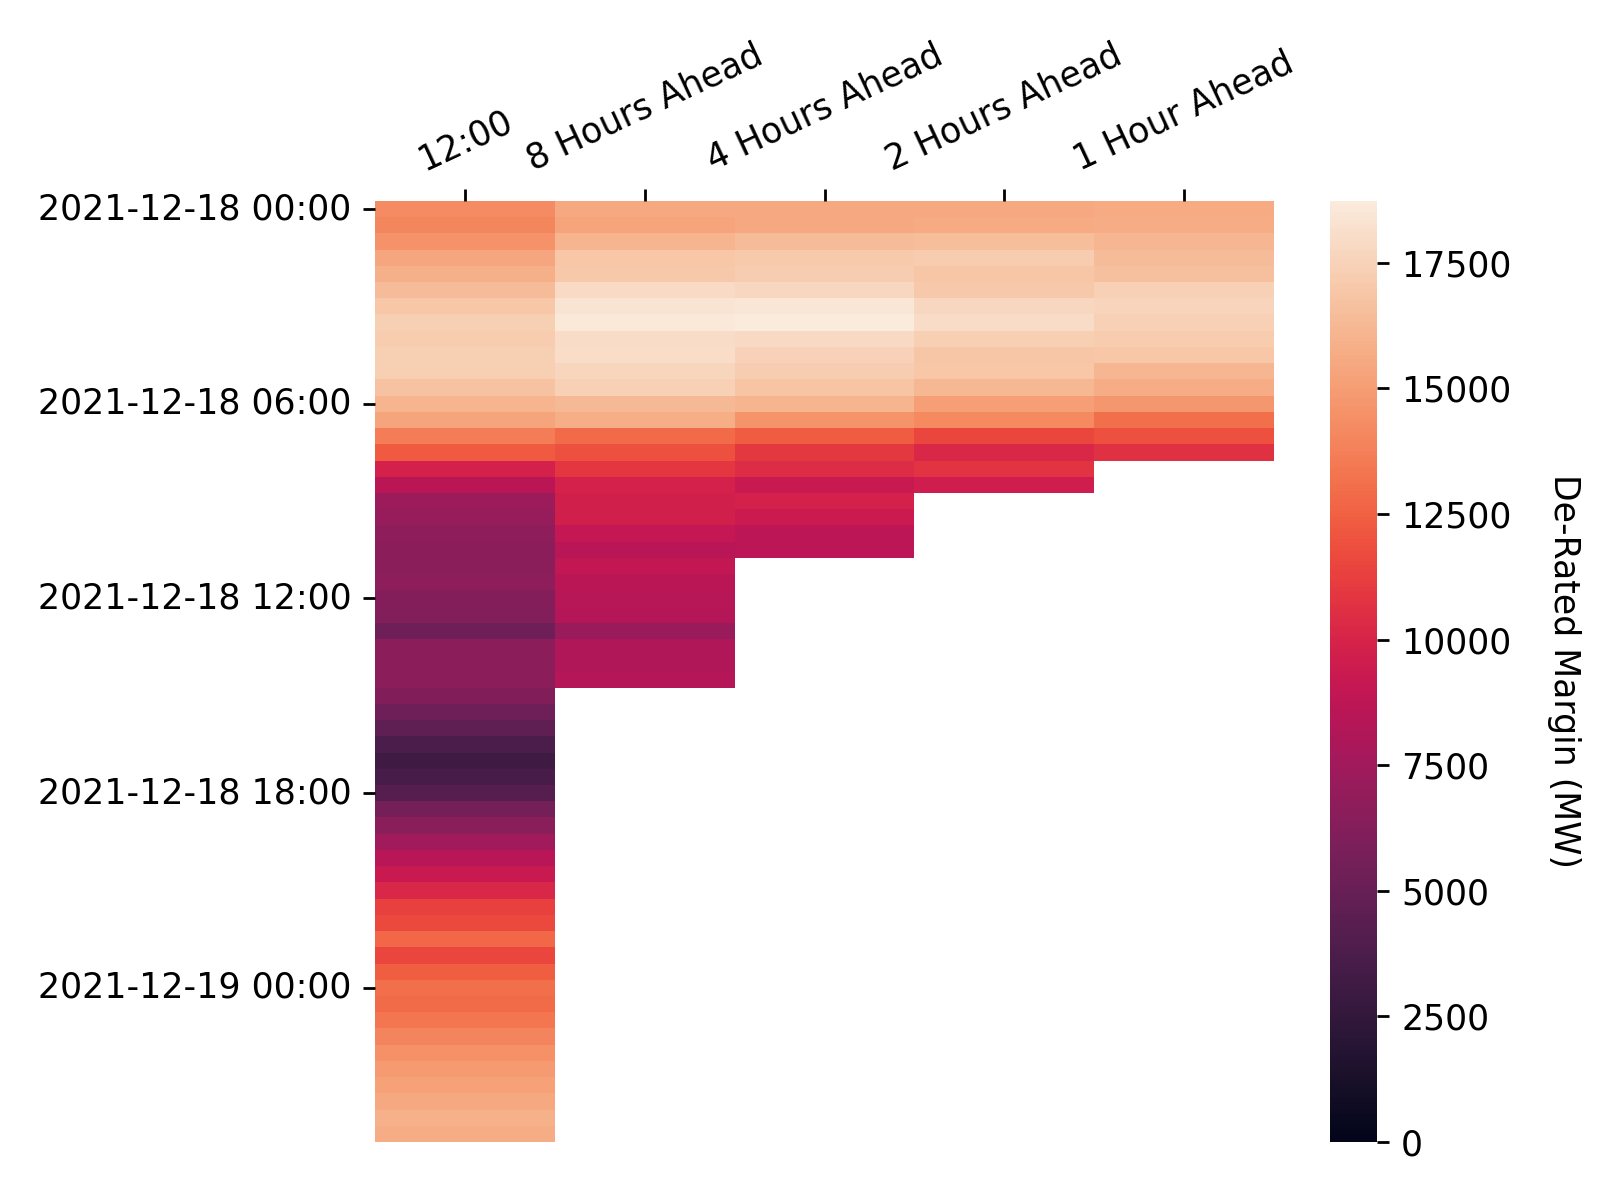 12:00
8 Hours Ahead
4 Hours Ahead
2 Hours Ahead
1 Hour Ahead
2021-12-18 00:00
2021-12-18 06:00
2021-12-18 12:00
2021-12-18 18:00
2021-12-19 00:00
17500
15000
12500
10000
7500
5000
2500
0
De-Rated Margin (MW)